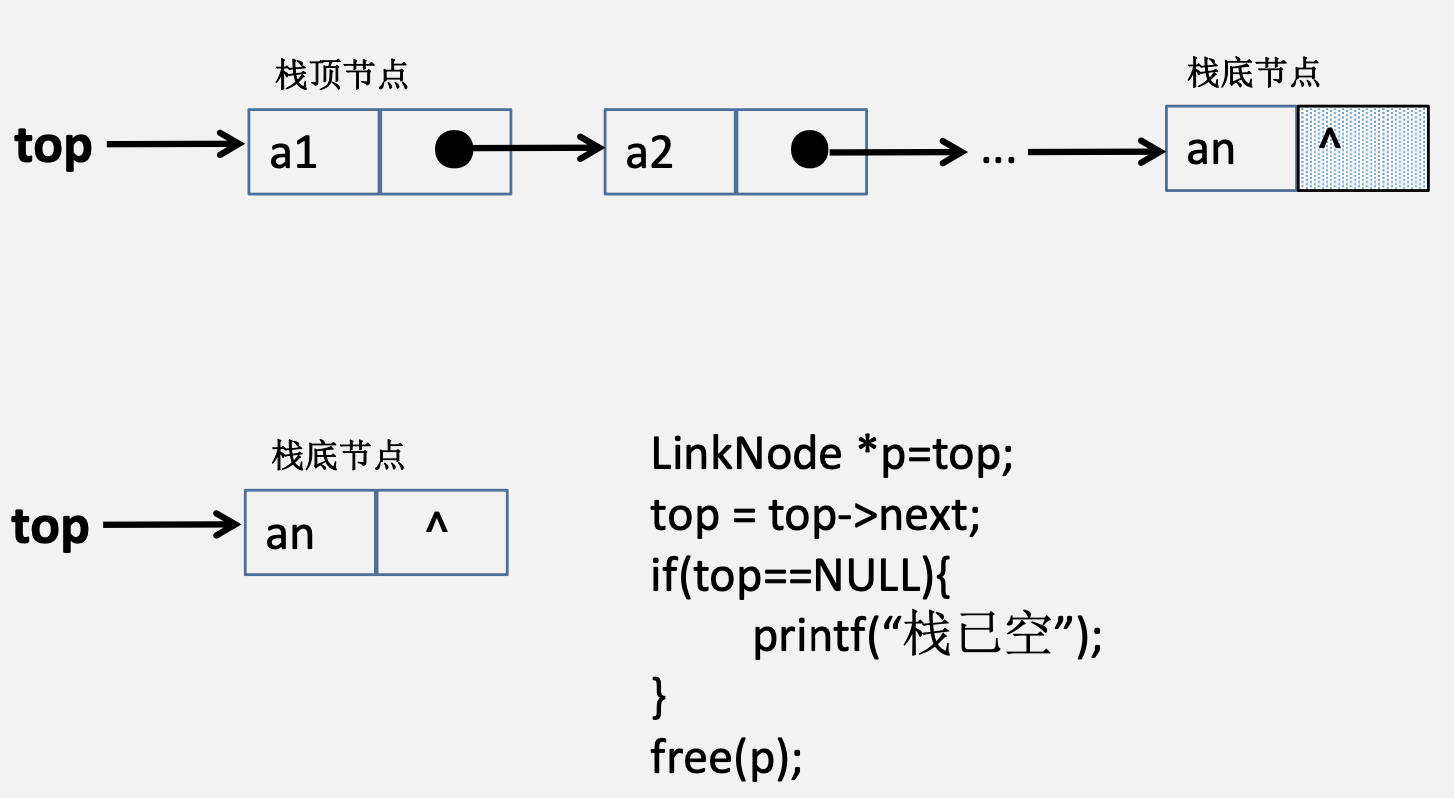 栈顶节点
栈底节点
top
a1
a2
...
an
^
栈底节点
top
an
^
LinkNode *p=top;
top = top->next;
if(top==NULL){
printf(“栈已空”);
}
free(p);